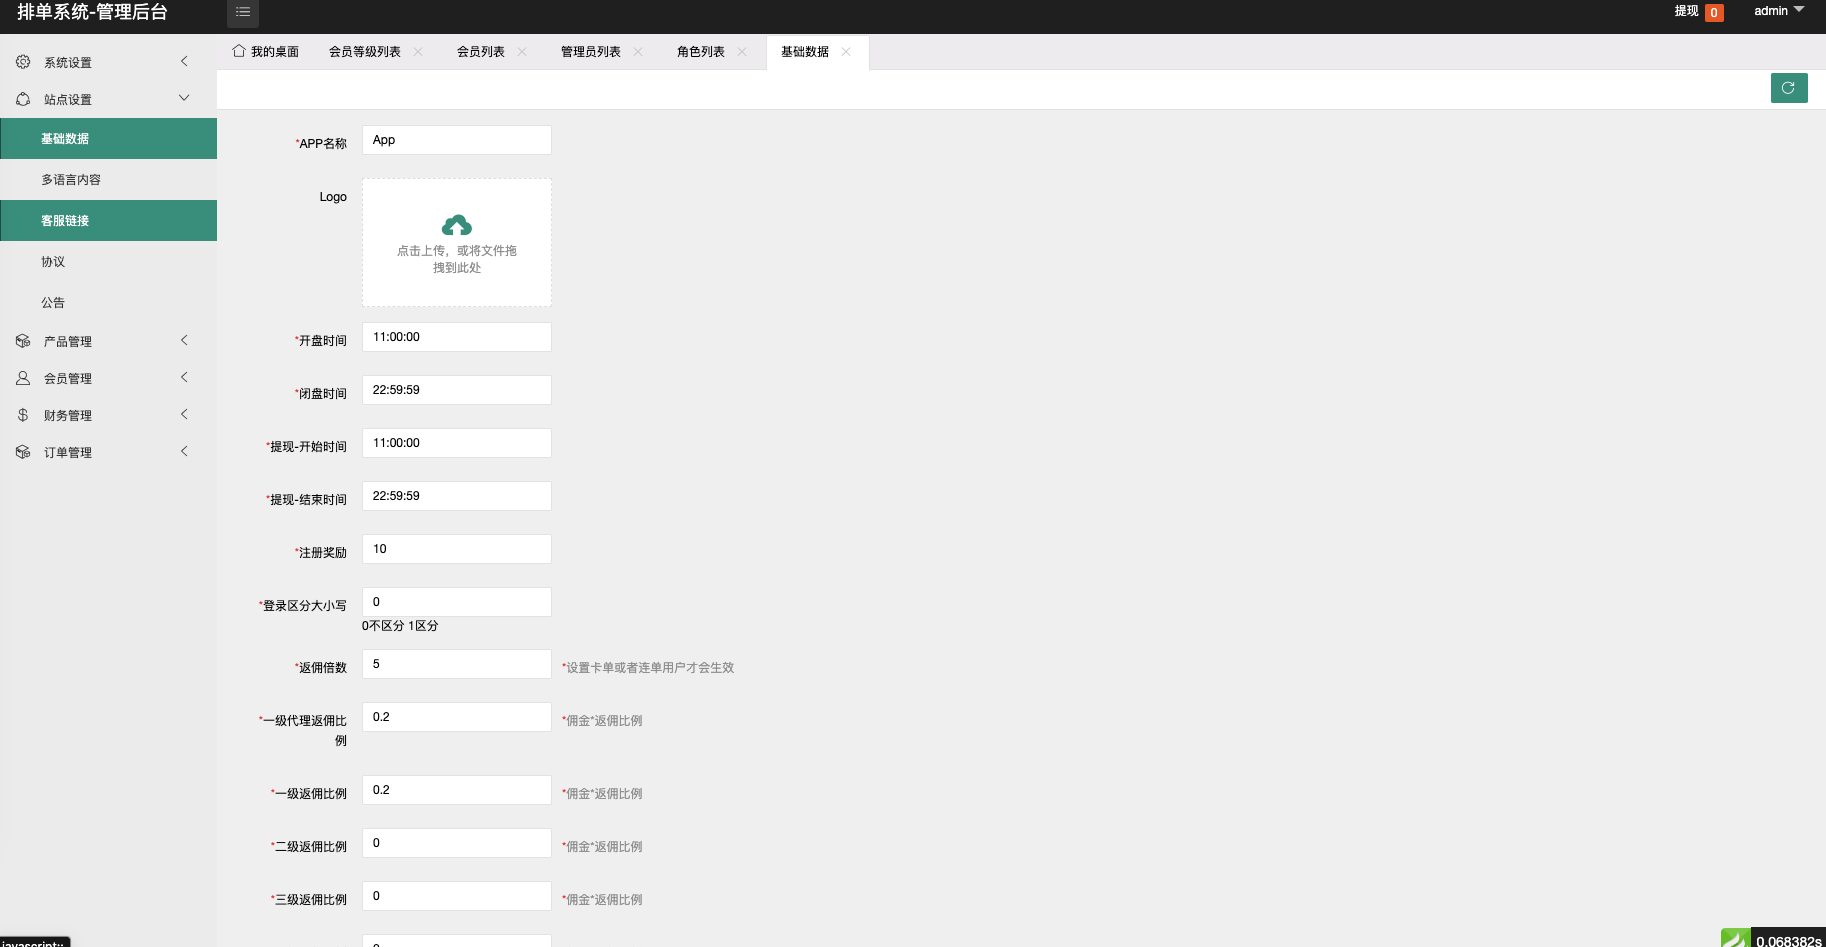 排单系统-管理后台
提现 0 admin
系统设置
站点设置
基础数据
多语言内容
客服链接
协议
公告
产品管理
会员管理
财务管理
订单管理
我的桌面 会员等级列表 会员列表 管理员列表 角色列表 基础数据
*APP名称 App
Logo
点击上传，或将文件拖
拽到此处
*开盘时间 11:00:00
*闭盘时间 22:59:59
*提现-开始时间 11:00:00
*提现-结束时间 22:59:59
*注册奖励 10
*登录区分大小写 0
0不区分 1区分
*返佣倍数 5 *设置卡单或者连单用户才会生效
*一级代理返佣比 0.2 *佣金*返佣比例
例
*一级返佣比例 0.2 *佣金*返佣比例
*二级返佣比例 0 *佣金*返佣比例
*三级返佣比例 0 *佣金*返佣比例
javascript:;
0.068382s